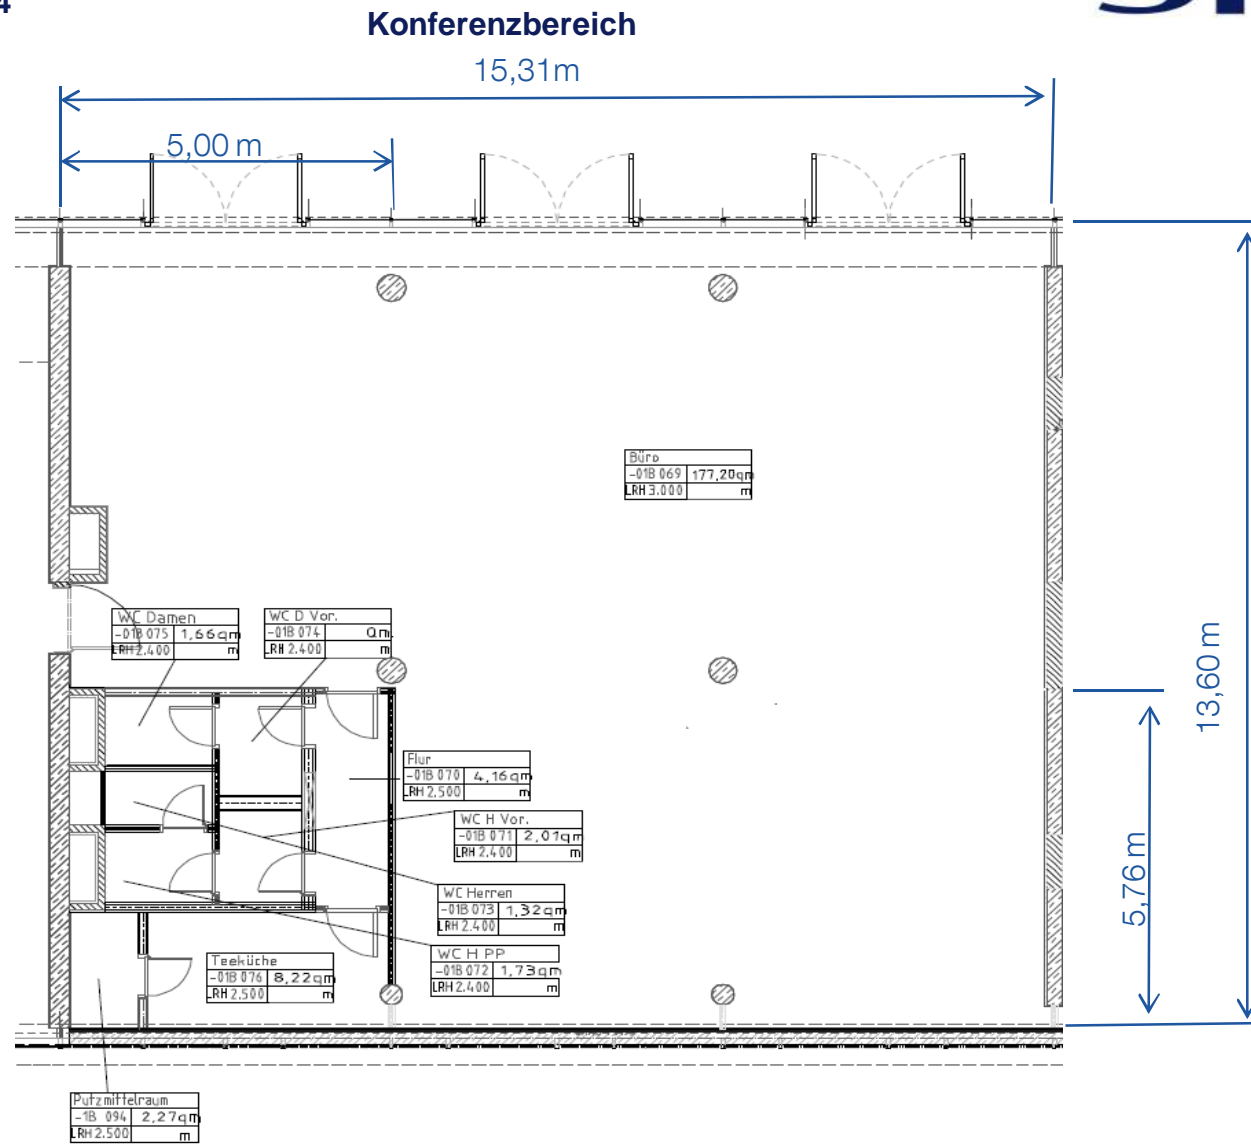 4
Konferenzbereich
15,31m
5,00 m
Büro
-01B 069 177,20qm
LRH 3.000 m
WC Damen
-01B 075 1,66qm
LRH 2.400 m
WC D Vor.
-01B 074 Qm.
LRH 2.400 m
13,60 m
Flur
-01B 070 4,16qm
LRH 2.500 m
WC H Vor.
-01B 071 2,01qm
LRH 2.400 m
5,76 m
WC Herren
-01B 073 1,32qm
LRH 2.400 m
WC H PP
-01B 072 1,73qm
LRH 2.400 m
Teeküche
-01B 076 8,22qm
LRH 2.500 m
Putzmittelraum
-1B 094 2,27qm
LRH 2.500 m